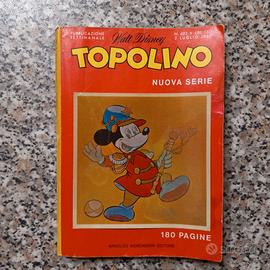 PUBBLICAZIONE
SETTIMANALE
Walt Disney
TOPOLINO
NUOVA SERIE
180 PAGINE
ARNOLDO MONDADORI EDITORE